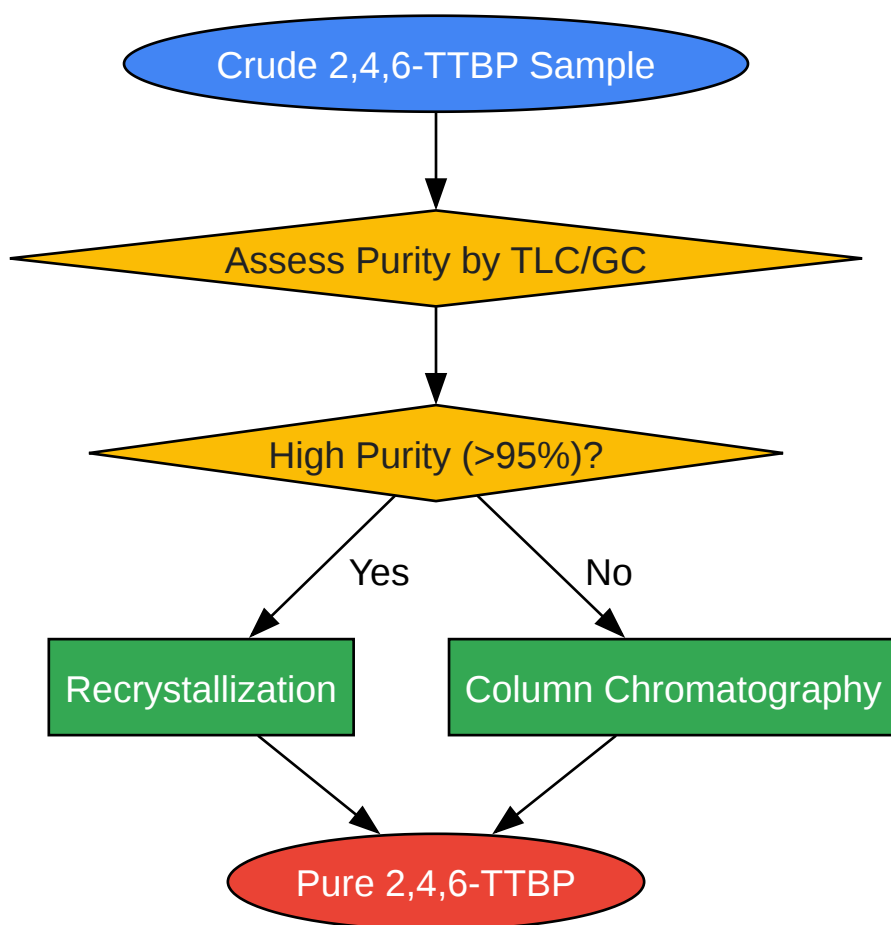 Crude 2,4,6-TTBP Sample
Assess Purity by TLC/GC
High Purity (>95%)?
Yes
No
Recrystallization
Column Chromatography
Pure 2,4,6-TTBP